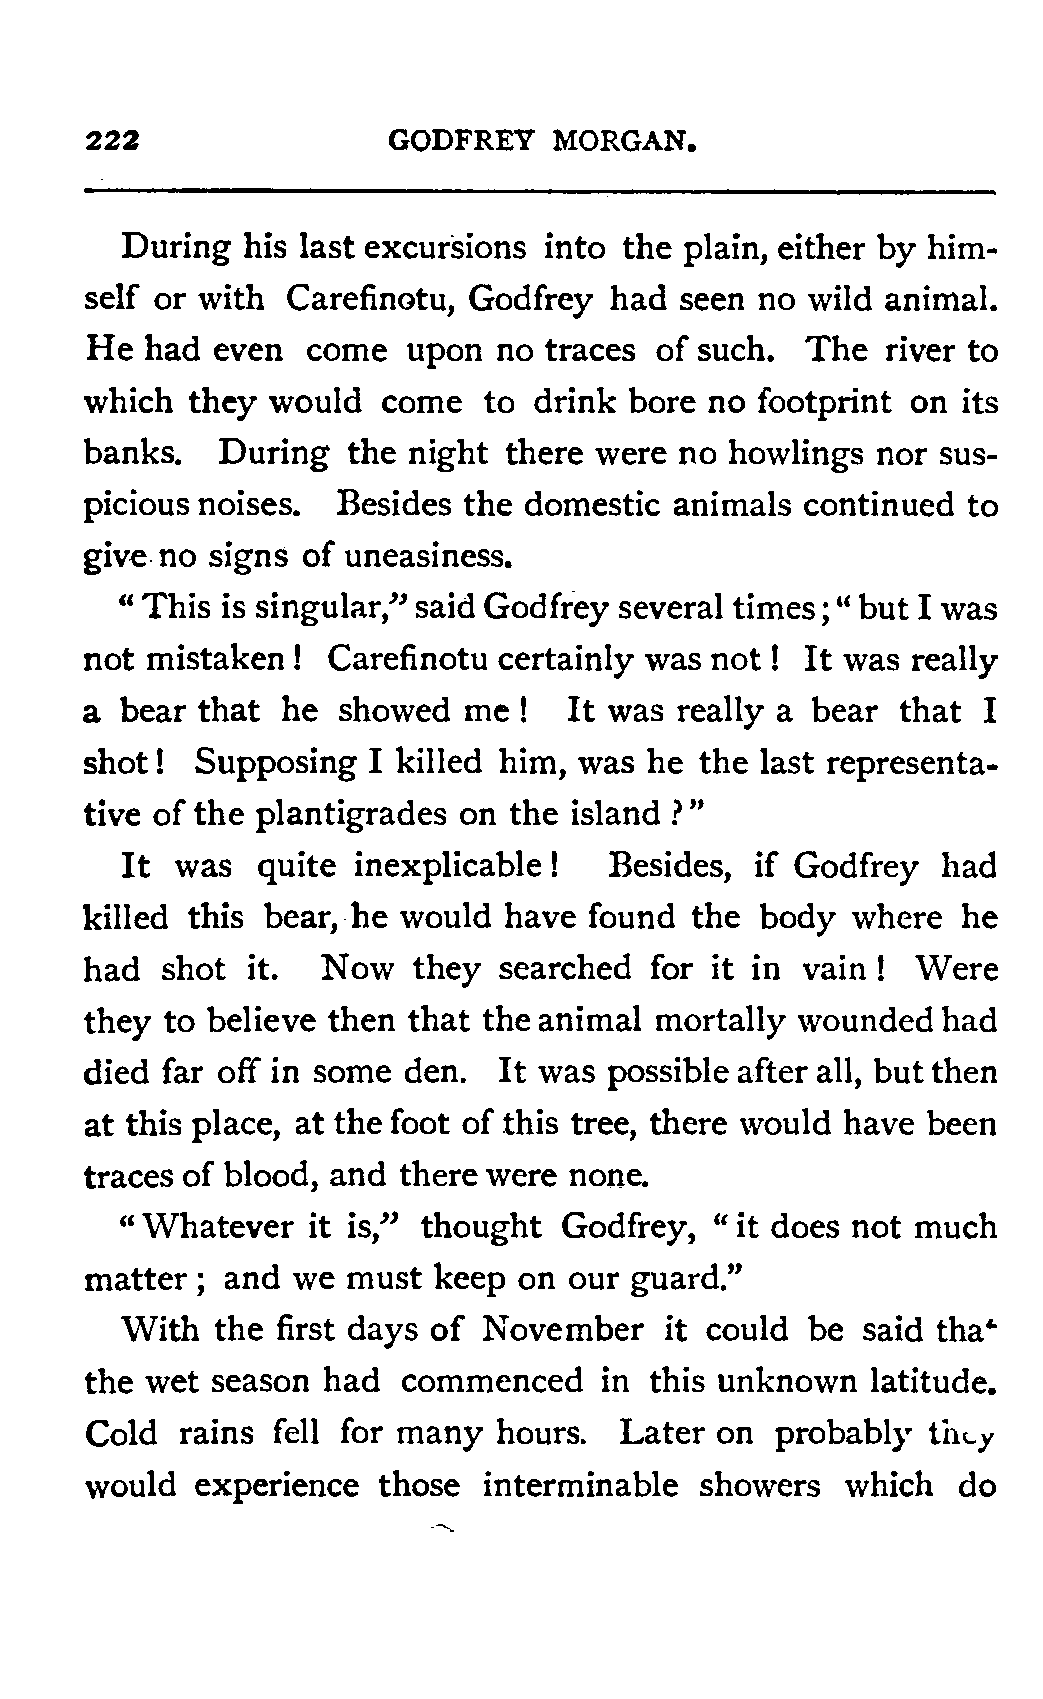 222 GODFREY MORGAN.
During his last excursions into the plain, either by him-
self or with Carefinotu, Godfrey had seen no wild animal.
He had even come upon no traces of such. The river to
which they would come to drink bore no footprint on its
banks. During the night there were no howlings nor sus-
picious noises. Besides the domestic animals continued to
give no signs of uneasiness.
"This is singular," said Godfrey several times; "but I was
not mistaken! Carefinotu certainly was not! It was really
a bear that he showed me! It was really a bear that I
shot! Supposing I killed him, was he the last representa-
tive of the plantigrades on the island?"
It was quite inexplicable! Besides, if Godfrey had
killed this bear, he would have found the body where he
had shot it. Now they searched for it in vain! Were
they to believe then that the animal mortally wounded had
died far off in some den. It was possible after all, but then
at this place, at the foot of this tree, there would have been
traces of blood, and there were none.
"Whatever it is," thought Godfrey, "it does not much
matter; and we must keep on our guard."
With the first days of November it could be said that
the wet season had commenced in this unknown latitude.
Cold rains fell for many hours. Later on probably they
would experience those interminable showers which do